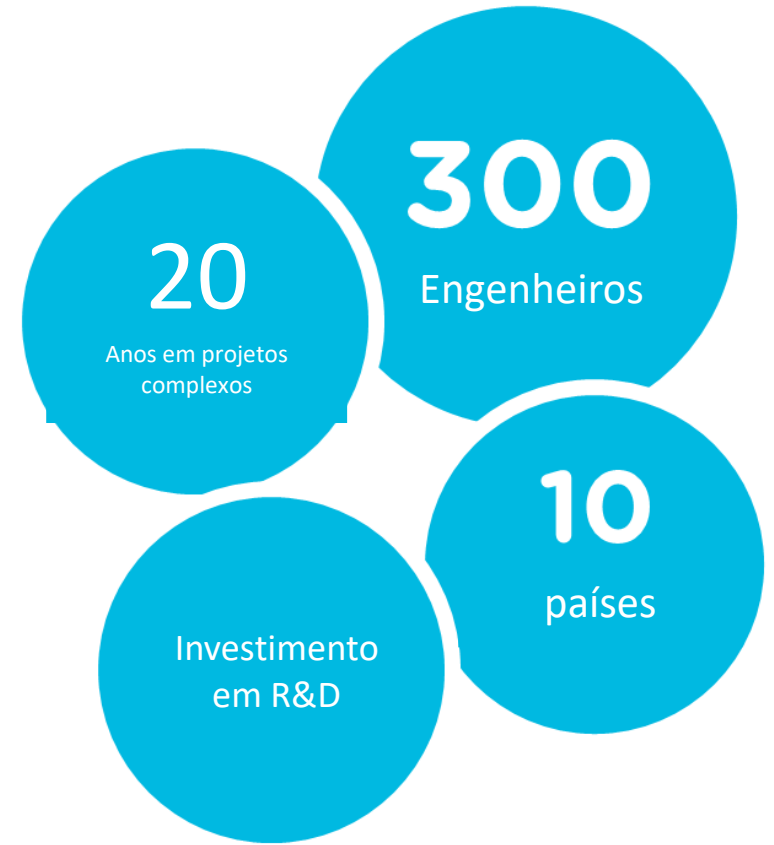 300
Engenheiros
20
Anos em projetos
complexos
10
países
Investimento
em R&D